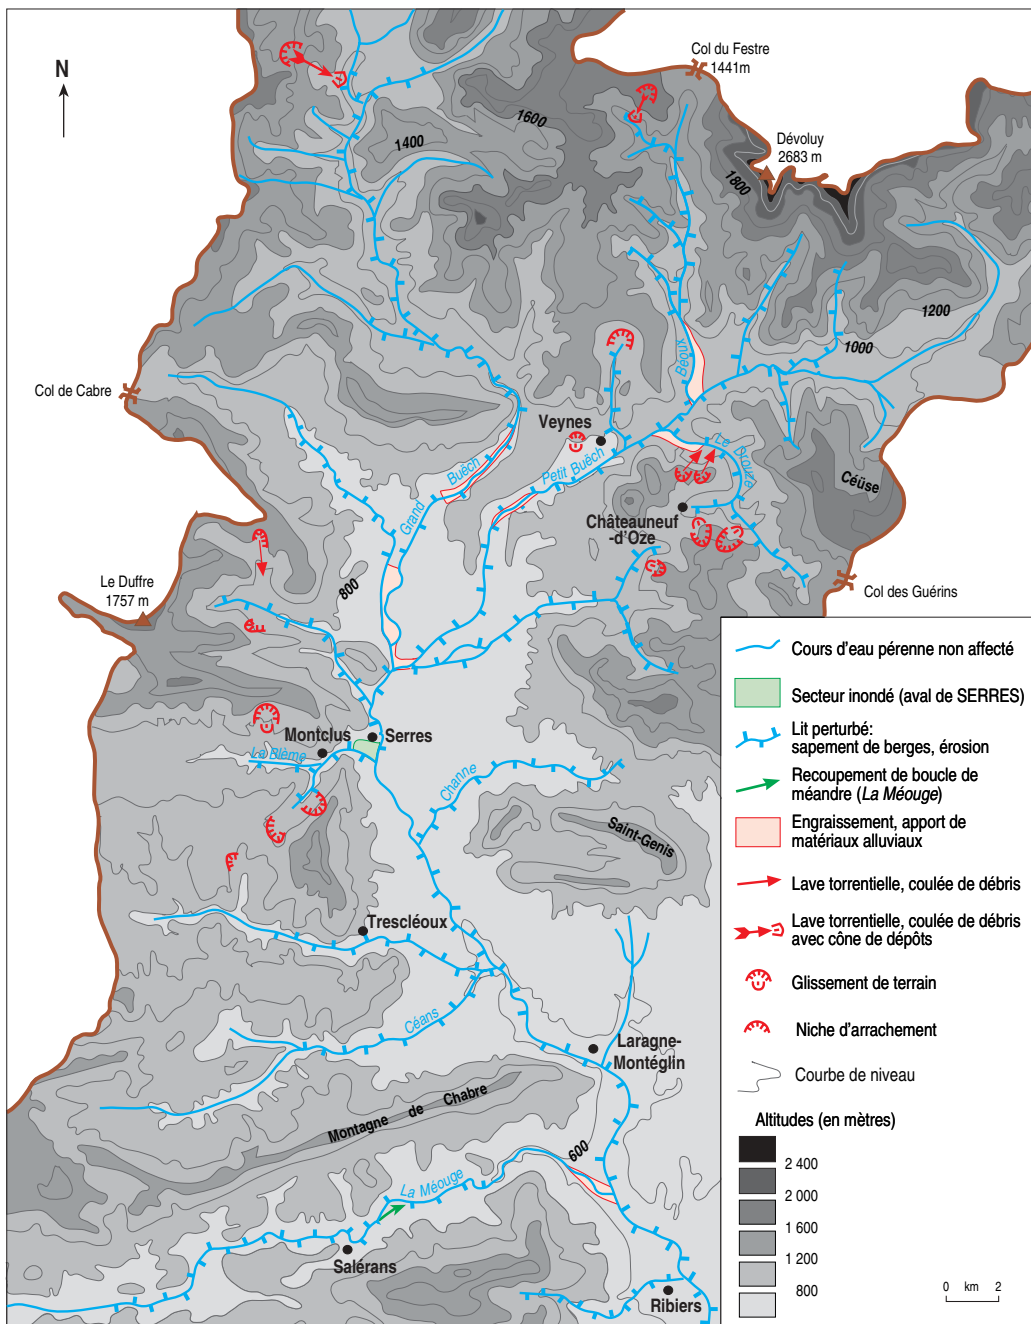 Col du Festre
1441m
N
1600
1400
Dévoluy
2683 m
1800
1200
1000
Béoux
Col de Cabre
Veynes
Le Drouze
Buëch
Petit Buëch
Céüse
Grand
Châteauneuf
-d'Oze
Le Duffre
1757 m
800
Col des Guérins
Montclus
Serres
La Blème
Channe
Saint-Genis
Trescléoux
Céans
Laragne-
Montéglin
Montagne de Chabre
600
La Méouge
Salérans
Ribiers
Cours d'eau pérenne non affecté
Secteur inondé (aval de SERRES)
Lit perturbé:
sapement de berges, érosion
Recoupement de boucle de
méandre (La Méouge)
Engraissement, apport de
matériaux alluviaux
Lave torrentielle, coulée de débris
Lave torrentielle, coulée de débris
avec cône de dépôts
Glissement de terrain
Niche d'arrachement
Courbe de niveau
Altitudes (en mètres)
2 400
2 000
1 600
1 200
800
0 km 2